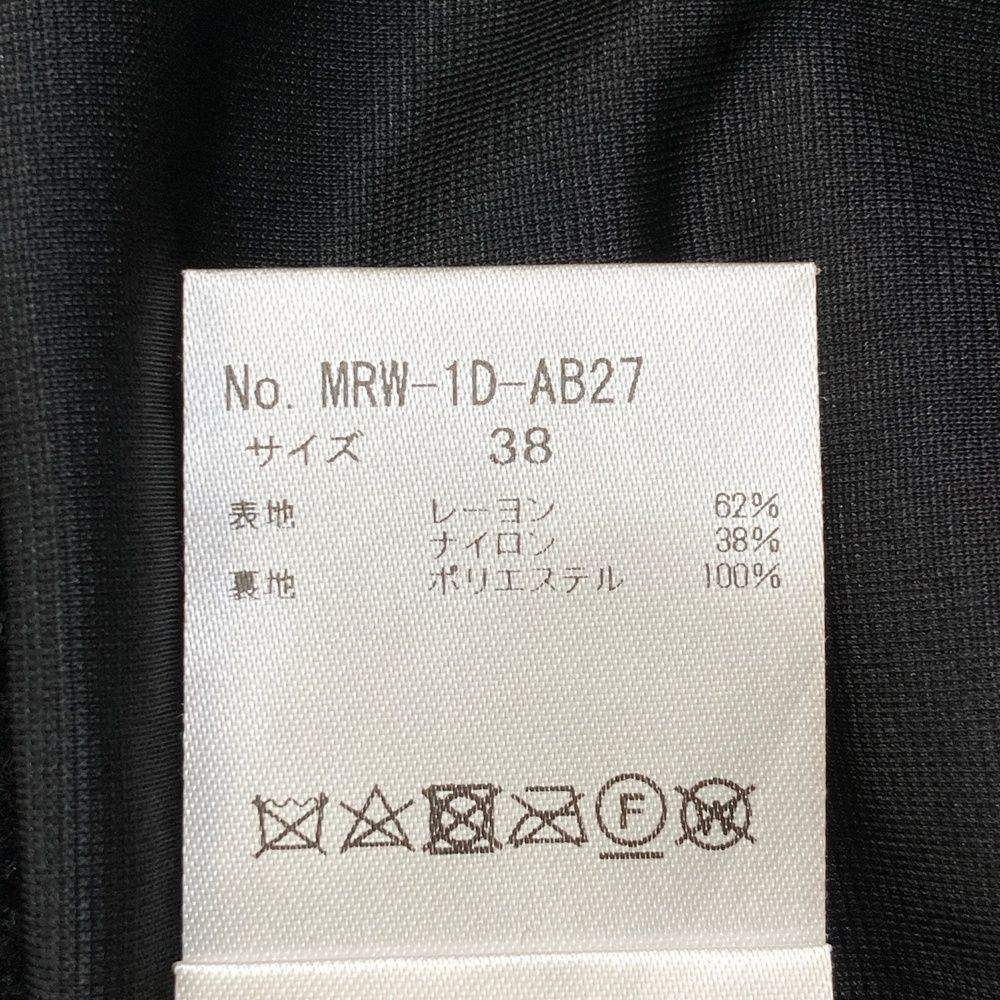 No. MRW-1D-AB27
サイズ 38
表地 レーヨン 62%
ナイロン 38%
裏地 ポリエステル 100%
F W